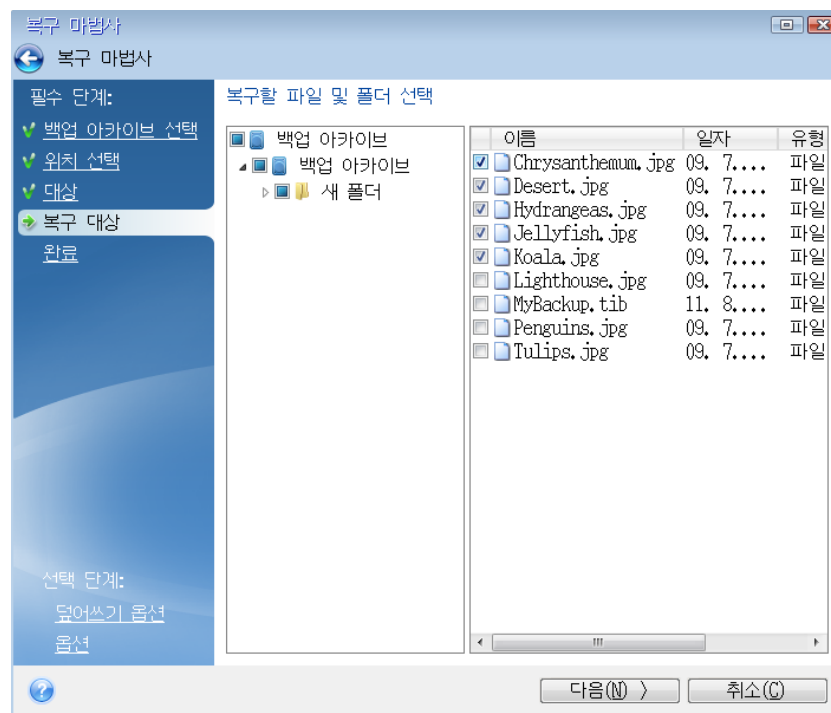 복구 마법사
복구 마법사
필수 단계:
백업 아카이브 선택
위치 선택
대상
복구 대상
완료
선택 단계:
덮어쓰기 옵션
옵션
복구할 파일 및 폴더 선택
백업 아카이브
백업 아카이브
새 폴더
이름 일자 유형
Chrysanthemum.jpg 09. 7.... 파일
Desert.jpg 09. 7.... 파일
Hydrangeas.jpg 09. 7.... 파일
Jellyfish.jpg 09. 7.... 파일
Koala.jpg 09. 7.... 파일
Lighthouse.jpg 09. 7.... 파일
MyBackup.tib 11. 8.... 파일
Penguins.jpg 09. 7.... 파일
Tulips.jpg 09. 7.... 파일
다음(N) 〉 취소(C)